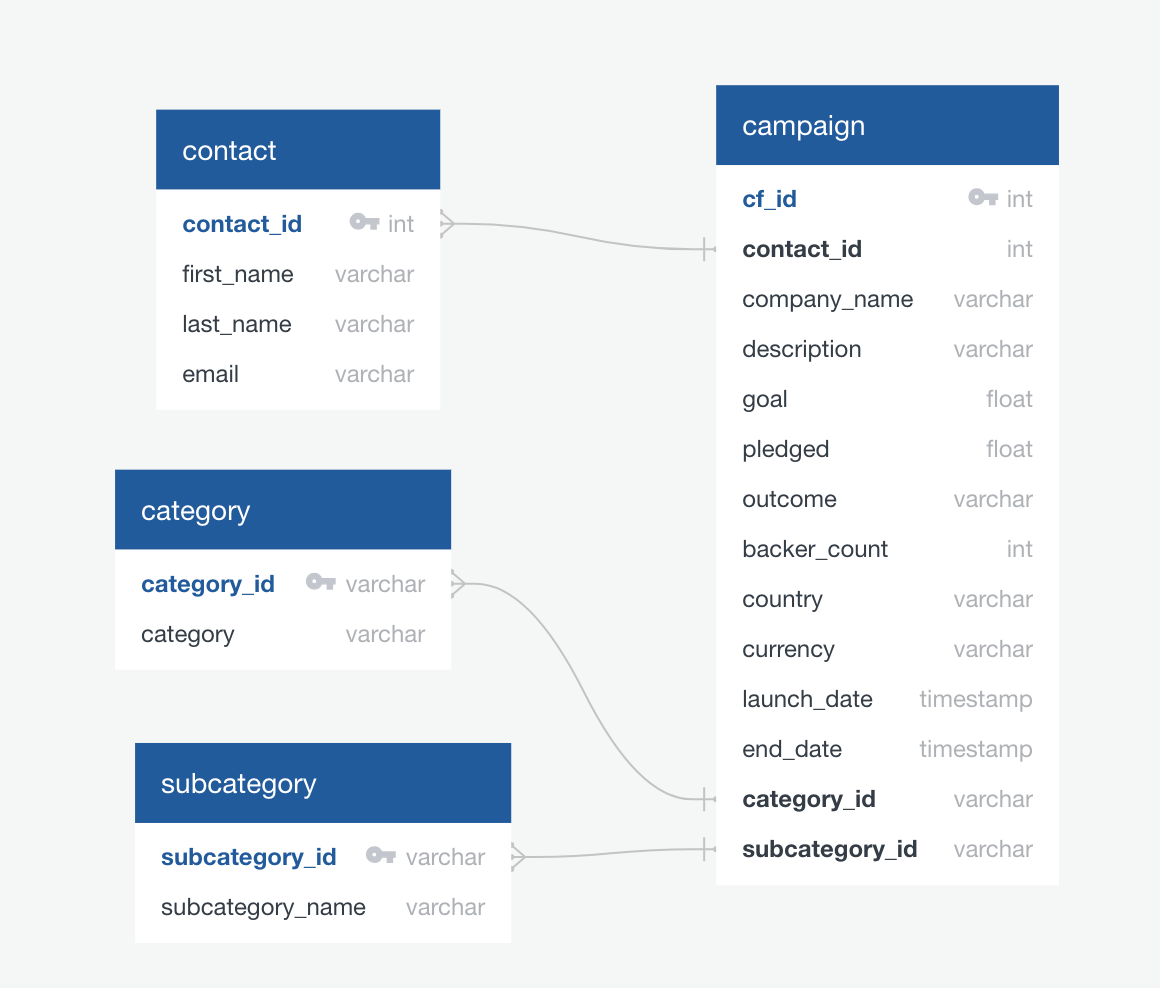 contact
contact_id int
first_name varchar
last_name varchar
email varchar
category
category_id varchar
category varchar
subcategory
subcategory_id varchar
subcategory_name varchar
campaign
cf_id int
contact_id int
company_name varchar
description varchar
goal float
pledged float
outcome varchar
backer_count int
country varchar
currency varchar
launch_date timestamp
end_date timestamp
category_id varchar
subcategory_id varchar